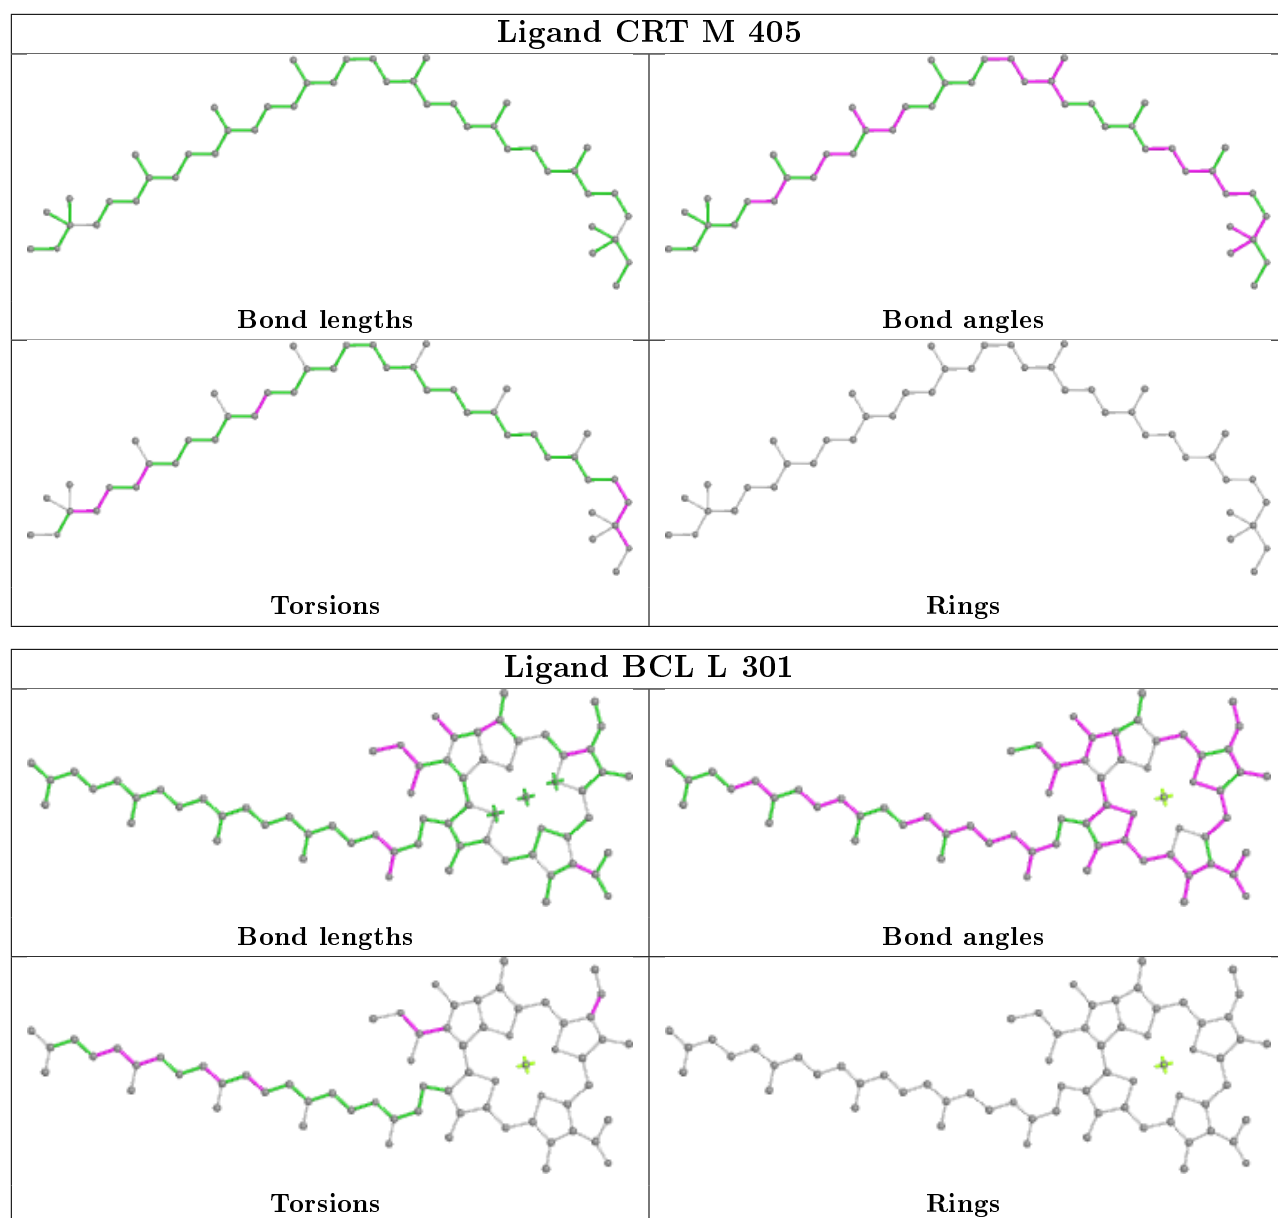 Ligand CRT M 405
Bond lengths
Bond angles
Torsions
Rings
Ligand BCL L 301
Bond lengths
Bond angles
Torsions
Rings